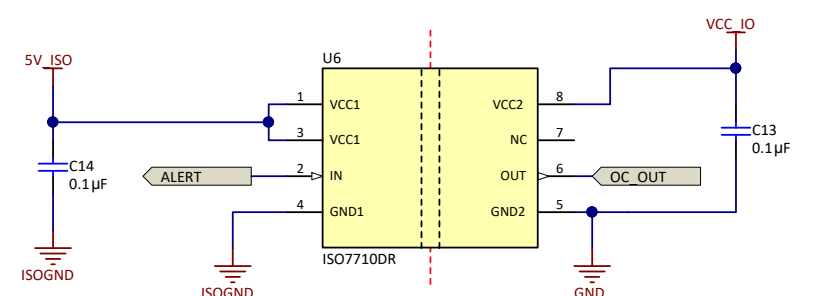 VCC_IO
5V_ISO
U6
1 VCC1
VCC2 8
3 VCC1
NC 7
C14
0.1µF
C13
0.1µF
ALERT
2 IN
OUT 6
OC_OUT
4 GND1
GND2 5
ISO7710DR
ISOGND
ISOGND
GND